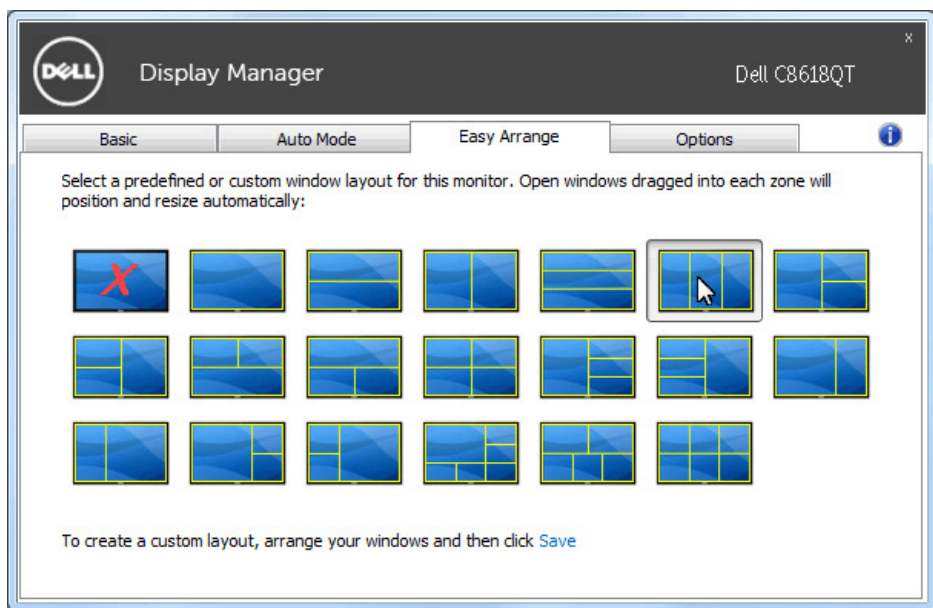 x
DELL
Display Manager
Dell C8618QT
Basic
Auto Mode
Easy Arrange
Options
i
Select a predefined or custom window layout for this monitor. Open windows dragged into each zone will
position and resize automatically:
X
To create a custom layout, arrange your windows and then click Save